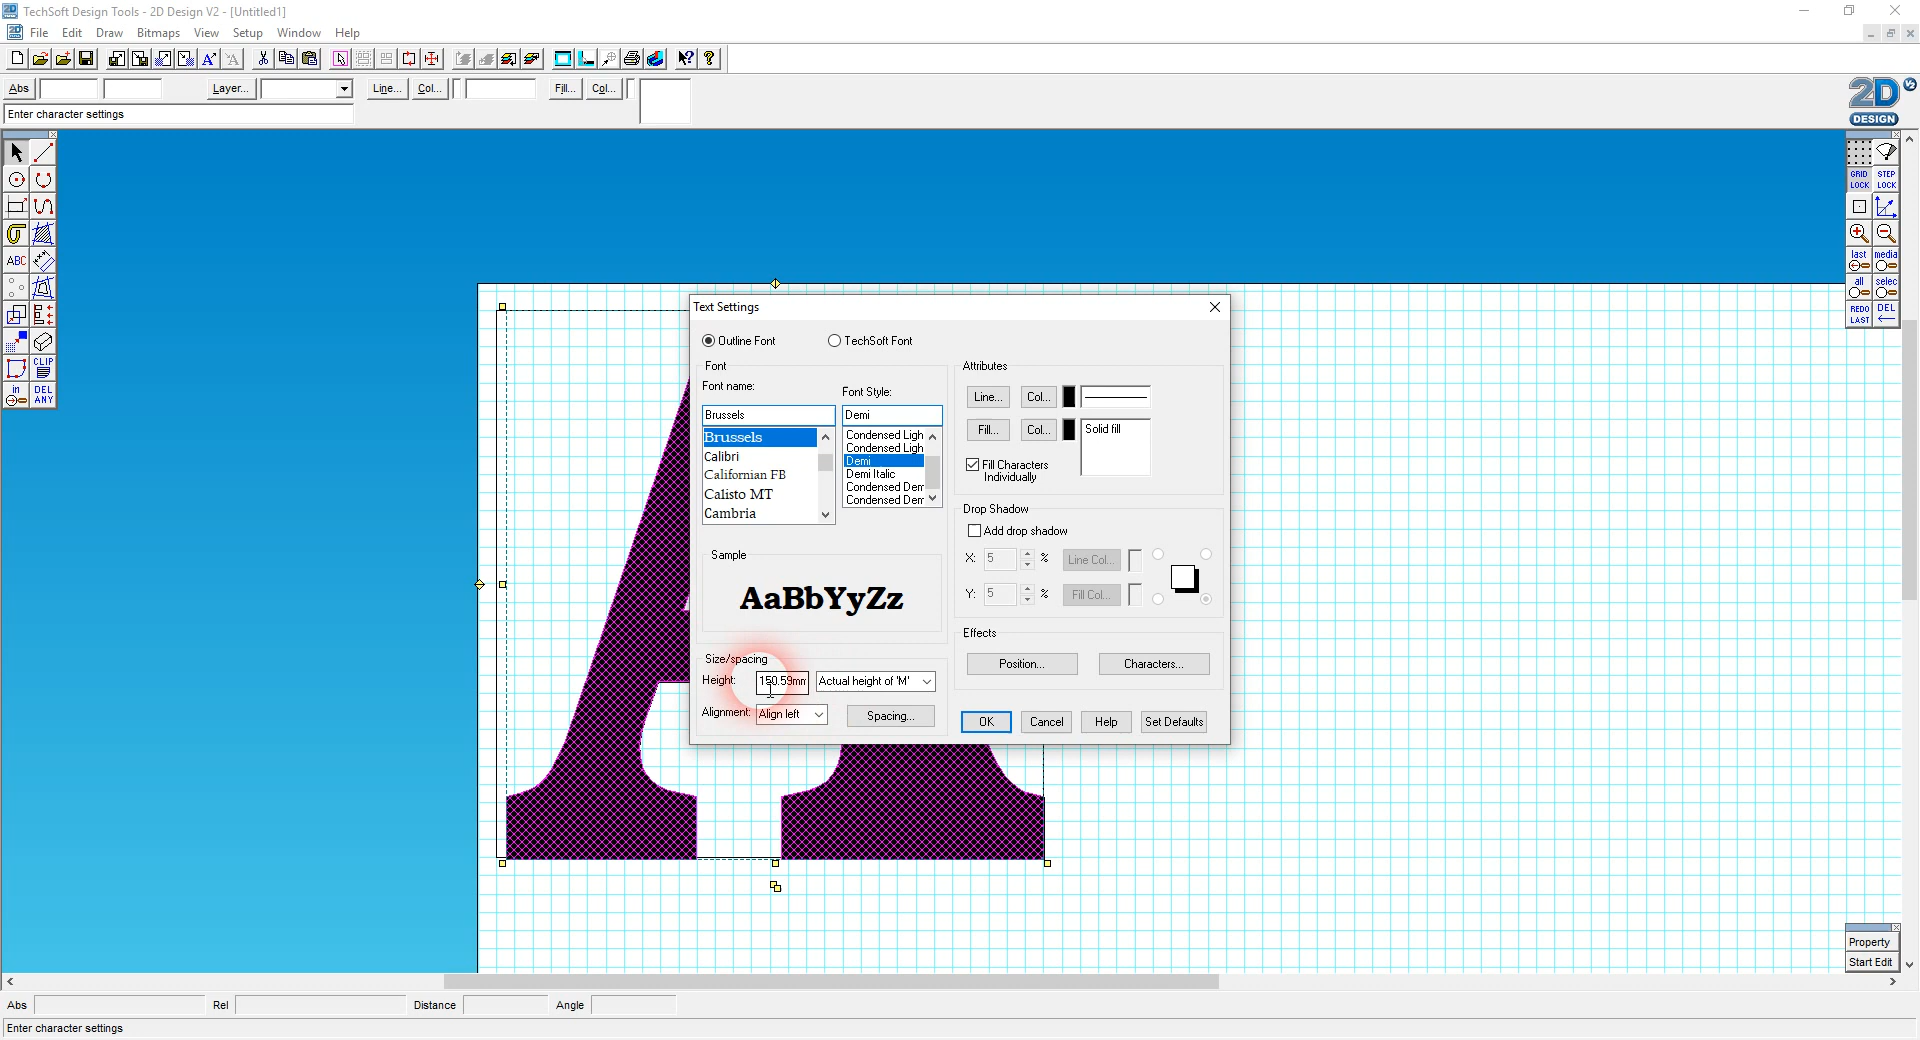 TechSoft Design Tools - 2D Design V2 - [Untitled1]
File Edit Draw Bitmaps View Setup Window Help
Abs Layer... Line... Col... Fill... Col...
Enter character settings
2D V2
DESIGN
GRID LOCK STEP LOCK
ABC
last media
all selec
REDO LAST DEL
CLIP
in DEL ANY
Text Settings
Outline Font TechSoft Font
Font
Font name: Font Style:
Brussels Demi
Brussels
Calibri
Californian FB
Calisto MT
Cambria
Condensed Ligh
Condensed Ligh
Demi
Demi Italic
Condensed Dem
Condensed Dem
Sample
AaBbYyZz
Size/spacing
Height: 150.59mm Actual height of 'M'
Alignment: Align left Spacing...
Attributes
Line... Col...
Fill... Col... Solid fill
Fill Characters
Individually
Drop Shadow
Add drop shadow
X: 5 % Line Col...
Y: 5 % Fill Col...
Effects
Position... Characters...
OK Cancel Help Set Defaults
Property
Start Edit
Abs Rel Distance Angle
Enter character settings